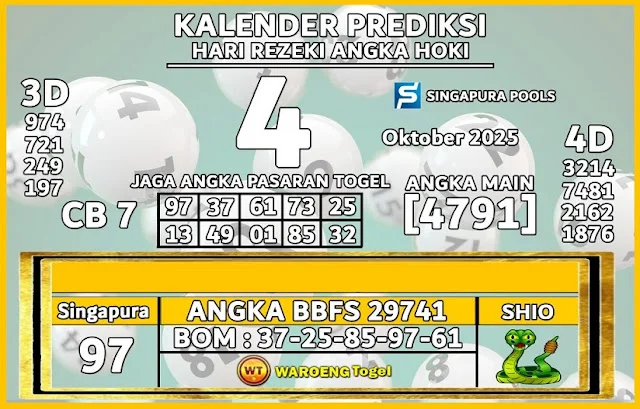 KALENDER PREDIKSI
HARI REZEKI ANGKA HOKI
3D
974
721
249
197
4
SINGAPURA POOLS
Oktober 2025
4D
3214
7481
2162
1876
JAGA ANGKA PASARAN TOGEL
CB 7
97 37 61 73 25
13 49 01 85 32
ANGKA MAIN
[4791]
Singapura
97
ANGKA BBFS 29741
BOM : 37-25-85-97-61
WT WAROENG Togel
SHIO